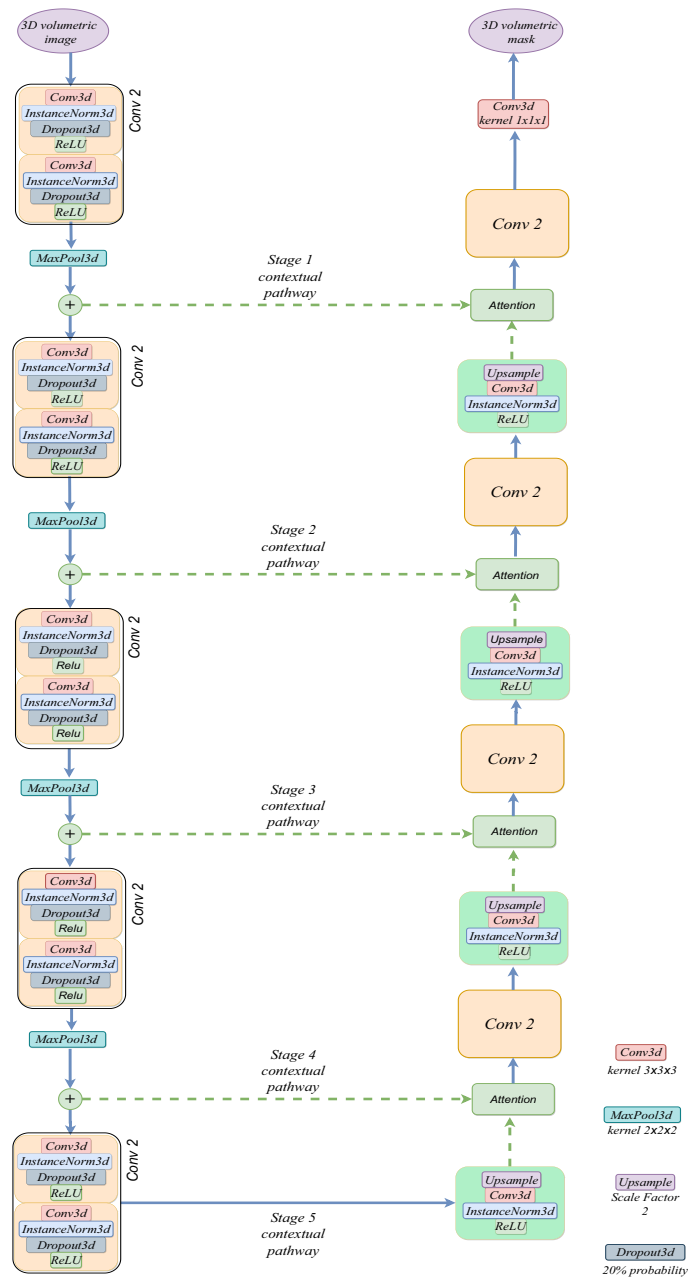 3D volumetric
image
Conv3d
InstanceNorm3d
Dropout3d
ReLU
Conv3d
InstanceNorm3d
Dropout3d
ReLU
Conv 2
MaxPool3d
+
Stage 1
contextual
pathway
Conv3d
InstanceNorm3d
Dropout3d
ReLU
Conv3d
InstanceNorm3d
Dropout3d
ReLU
Conv 2
MaxPool3d
+
Stage 2
contextual
pathway
Conv3d
InstanceNorm3d
Dropout3d
Relu
Conv3d
InstanceNorm3d
Dropout3d
Relu
Conv 2
MaxPool3d
+
Stage 3
contextual
pathway
Conv3d
InstanceNorm3d
Dropout3d
Relu
Conv3d
InstanceNorm3d
Dropout3d
Relu
Conv 2
MaxPool3d
+
Stage 4
contextual
pathway
Conv3d
InstanceNorm3d
Dropout3d
ReLU
Conv3d
InstanceNorm3d
Dropout3d
ReLU
Conv 2
Stage 5
contextual
pathway
3D volumetric
mask
Conv3d
kernel 1x1x1
Conv 2
Attention
Upsample
Conv3d
InstanceNorm3d
ReLU
Conv 2
Attention
Upsample
Conv3d
InstanceNorm3d
ReLU
Conv 2
Attention
Upsample
Conv3d
InstanceNorm3d
ReLU
Conv 2
Attention
Upsample
Conv3d
InstanceNorm3d
ReLU
Conv3d
kernel 3x3x3
MaxPool3d
kernel 2x2x2
Upsample
Scale Factor
2
Dropout3d
20% probability